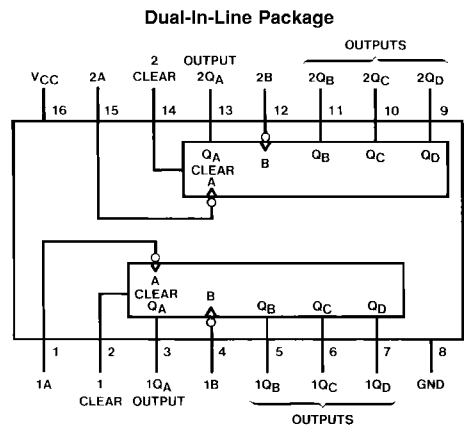 Dual-In-Line Package
OUTPUTS
2 OUTPUT
VCC 2A CLEAR 2QA 2B 2QB 2QC 2QD
16 15 14 13 12 11 10 9
QA B QB QC QD
CLEAR
A
A
CLEAR B
QA QB QC QD
1 2 3 4 5 6 7 8
1A 1 1QA 1B 1QB 1QC 1QD GND
CLEAR OUTPUT
OUTPUTS